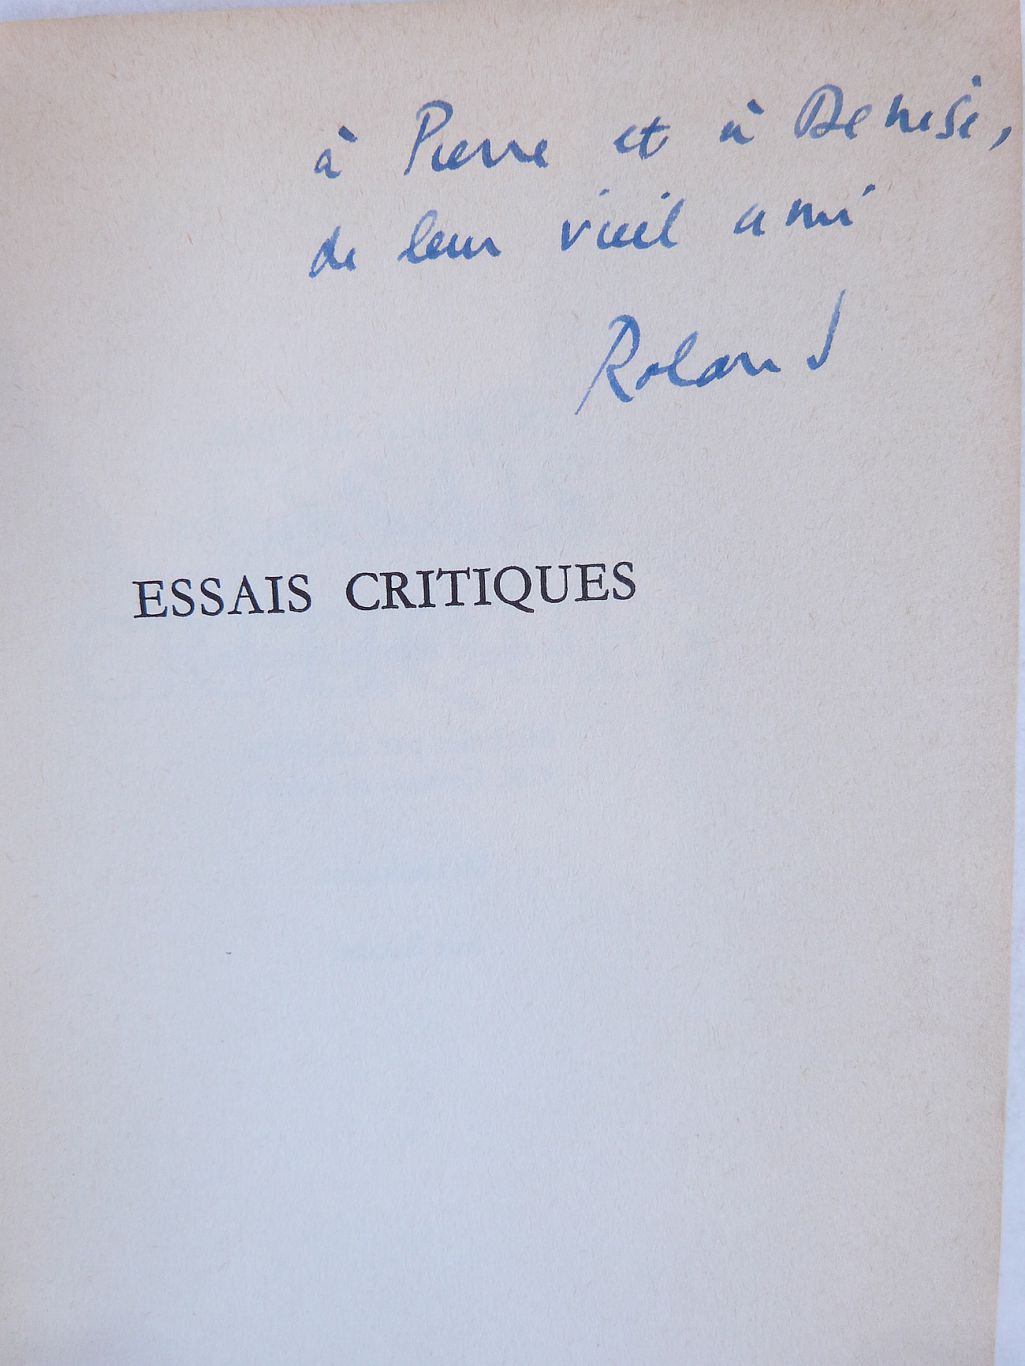 à Pierre et à Denise,
de leur vieil ami
Roland
ESSAIS CRITIQUES